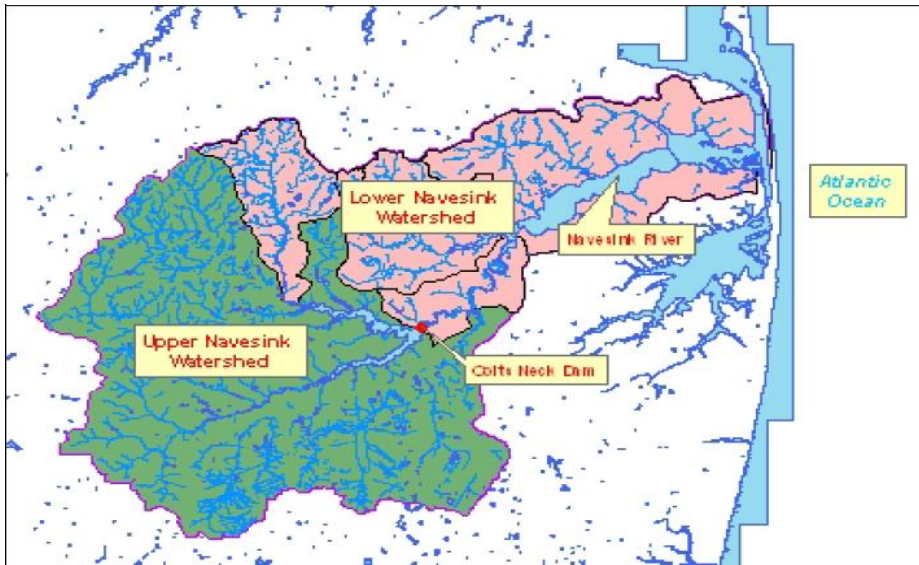 Lower Navesink
Watershed
Atlantic
Ocean
Navesink River
Upper Navesink
Watershed
Colts Neck Dam